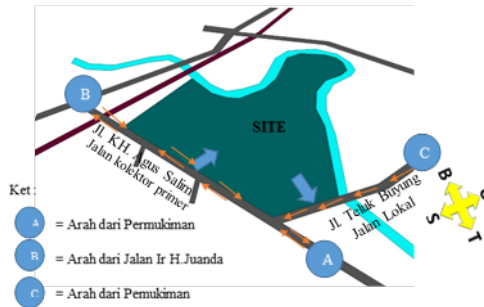 B
SITE
Jl. KH. Agus Salim
Jalan kolektor primer
C
Jl. Teluk Buyung
Jalan Lokal
A
B
U
S
T
Ket :
A = Arah dari Permukiman
B = Arah dari Jalan Ir H.Juanda
C = Arah dari Pemukiman